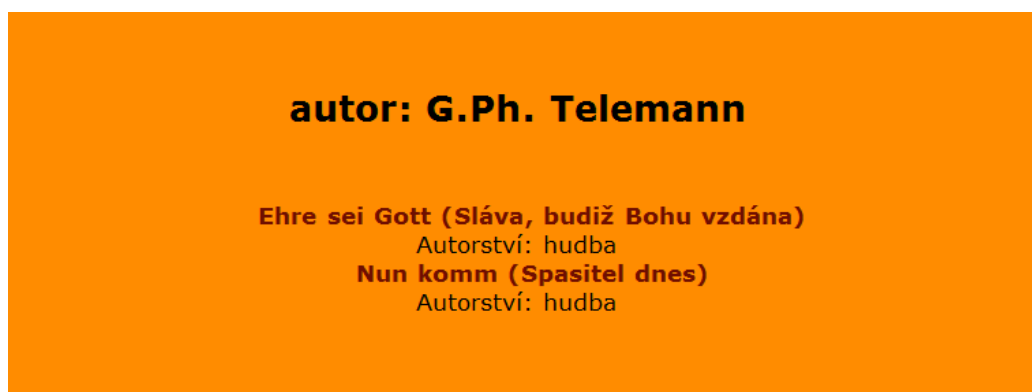 autor: G.Ph. Telemann
Ehre sei Gott (Sláva, budiž Bohu vzdána)
Autorství: hudba
Nun komm (Spasitel dnes)
Autorství: hudba